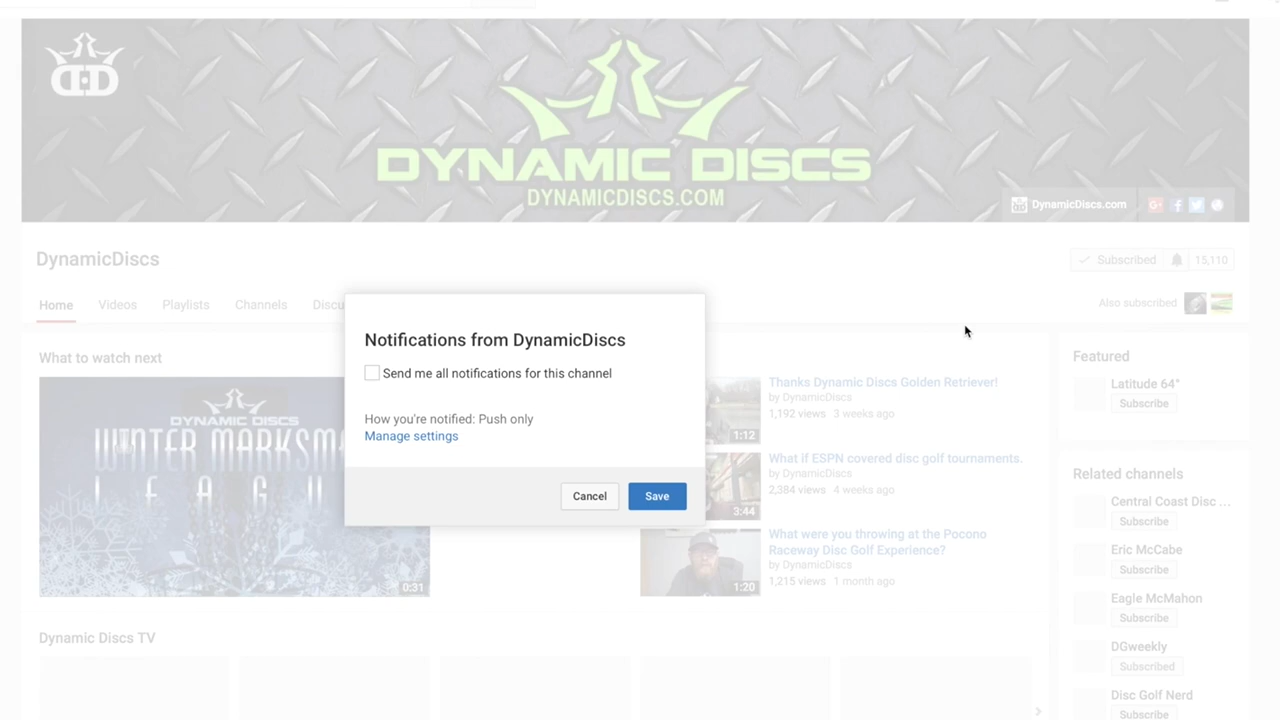 DYNAMIC DISCS
DYNAMICDISCS.COM
DynamicDiscs.com
DynamicDiscs
Subscribed 15,110
Home Videos Playlists Channels Discu
Also subscribed
Notifications from DynamicDiscs
Send me all notifications for this channel
How you're notified: Push only
Manage settings
Cancel Save
What to watch next
DYNAMIC DISCS
WINTER MARKSM
LEAGU
0:31
Thanks Dynamic Discs Golden Retriever!
by DynamicDiscs
1,192 views 3 weeks ago
1:12
What if ESPN covered disc golf tournaments.
by DynamicDiscs
2,384 views 4 weeks ago
3:44
What were you throwing at the Pocono
Raceway Disc Golf Experience?
by DynamicDiscs
1,215 views 1 month ago
1:20
Dynamic Discs TV
Featured
Latitude 64°
Subscribe
Related channels
Central Coast Disc ...
Subscribe
Eric McCabe
Subscribe
Eagle McMahon
Subscribe
DGweekly
Subscribed
Disc Golf Nerd
Subscribe